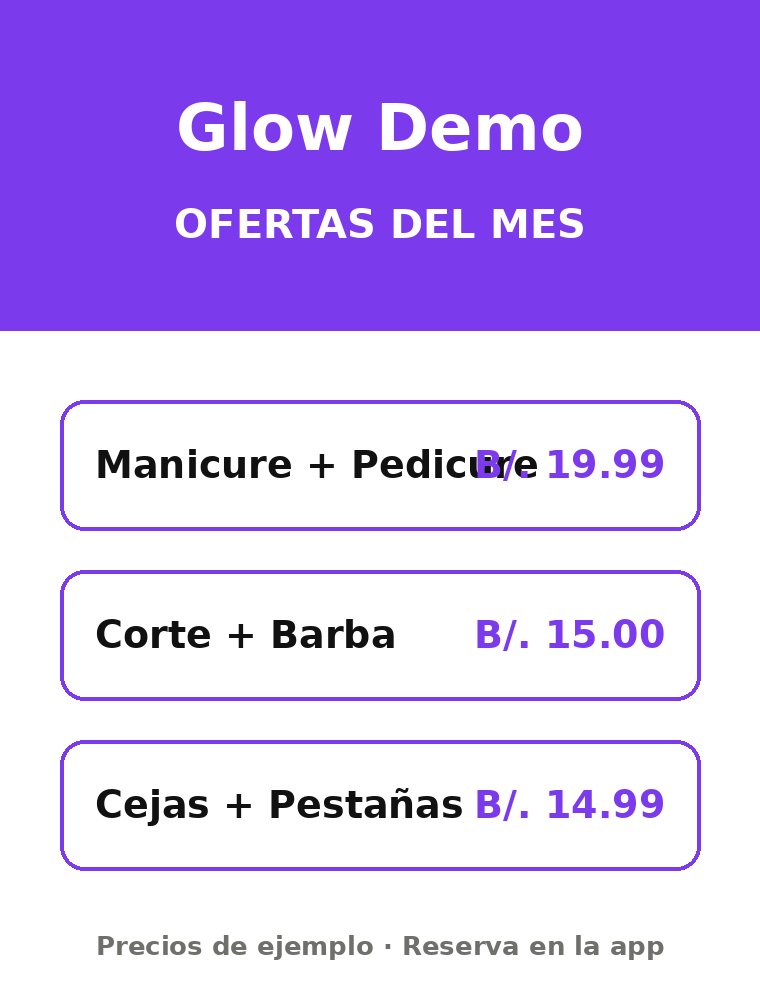 Glow Demo
OFERTAS DEL MES
Manicure + Pedicure B/. 19.99
Corte + Barba B/. 15.00
Cejas + Pestañas B/. 14.99
Precios de ejemplo · Reserva en la app